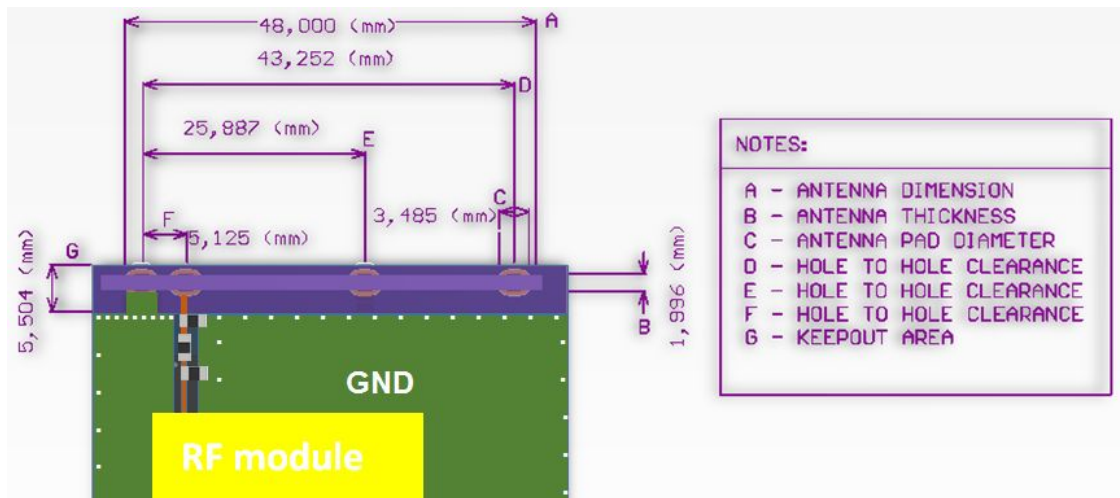 48,000 (mm)
A
43,252 (mm)
D
25,887 (mm)
E
C
F
3,485 (mm)
5,125 (mm)
G
5,504 (mm)
B
1,996 (mm)
GND
RF module
NOTES:
A - ANTENNA DIMENSION
B - ANTENNA THICKNESS
C - ANTENNA PAD DIAMETER
D - HOLE TO HOLE CLEARANCE
E - HOLE TO HOLE CLEARANCE
F - HOLE TO HOLE CLEARANCE
G - KEEPOUT AREA